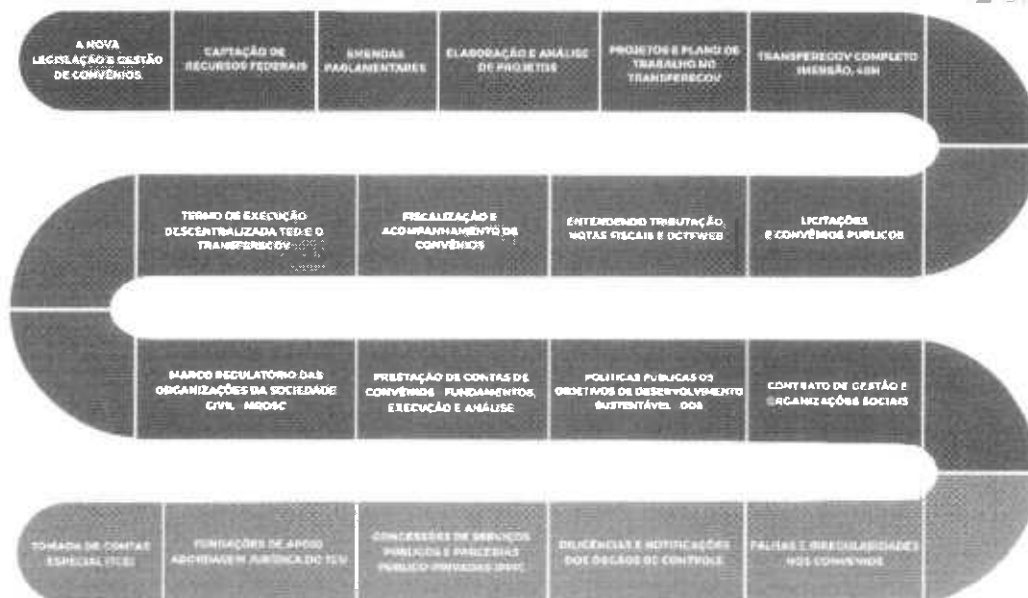 A NOVA
LEGISLAÇÃO E GESTÃO
DE CONVÊNIOS
CAPTAÇÃO DE
RECURSOS FEDERAIS
EMENDAS
PARLAMENTARES
ELABORAÇÃO E ANÁLISE
DE PROJETOS
PROJETOS E PLANO DE
TRABALHO NO
TRANSFEREGOV
TRANSFEREGOV COMPLETO
IMERSÃO, 40H
TERMO DE EXECUÇÃO
DESCENTRALIZADA TED E O
TRANSFEREGOV
FISCALIZAÇÃO E
ACOMPANHAMENTO DE
CONVÊNIOS
ENTENDENDO TRIBUTAÇÃO,
NOTAS FISCAIS E DCTFWEB
LICITAÇÕES
E CONVÊNIOS PÚBLICOS
MARCO REGULATÓRIO DAS
ORGANIZAÇÕES DA SOCIEDADE
CIVIL MROSC
PRESTAÇÃO DE CONTAS DE
CONVÊNIOS FUNDAMENTOS,
EXECUÇÃO E ANÁLISE
POLÍTICAS PÚBLICAS OS
OBJETIVOS DE DESENVOLVIMENTO
SUSTENTÁVEL
CONTRATO DE GESTÃO E
ORGANIZAÇÕES SOCIAIS
TOMADA DE CONTAS
ESPECIAL (TCE)
FUNDAÇÕES DE APOIO
ABORDAGEM JURÍDICA DO TCU
CONCESSÕES DE SERVIÇOS
PÚBLICOS E PARCERIAS
PÚBLICO-PRIVADAS (PPP)
DILIGÊNCIAS E NOTIFICAÇÕES
DOS ÓRGÃOS DE CONTROLE
FALHAS E IRREGULARIDADES
NOS CONVÊNIOS